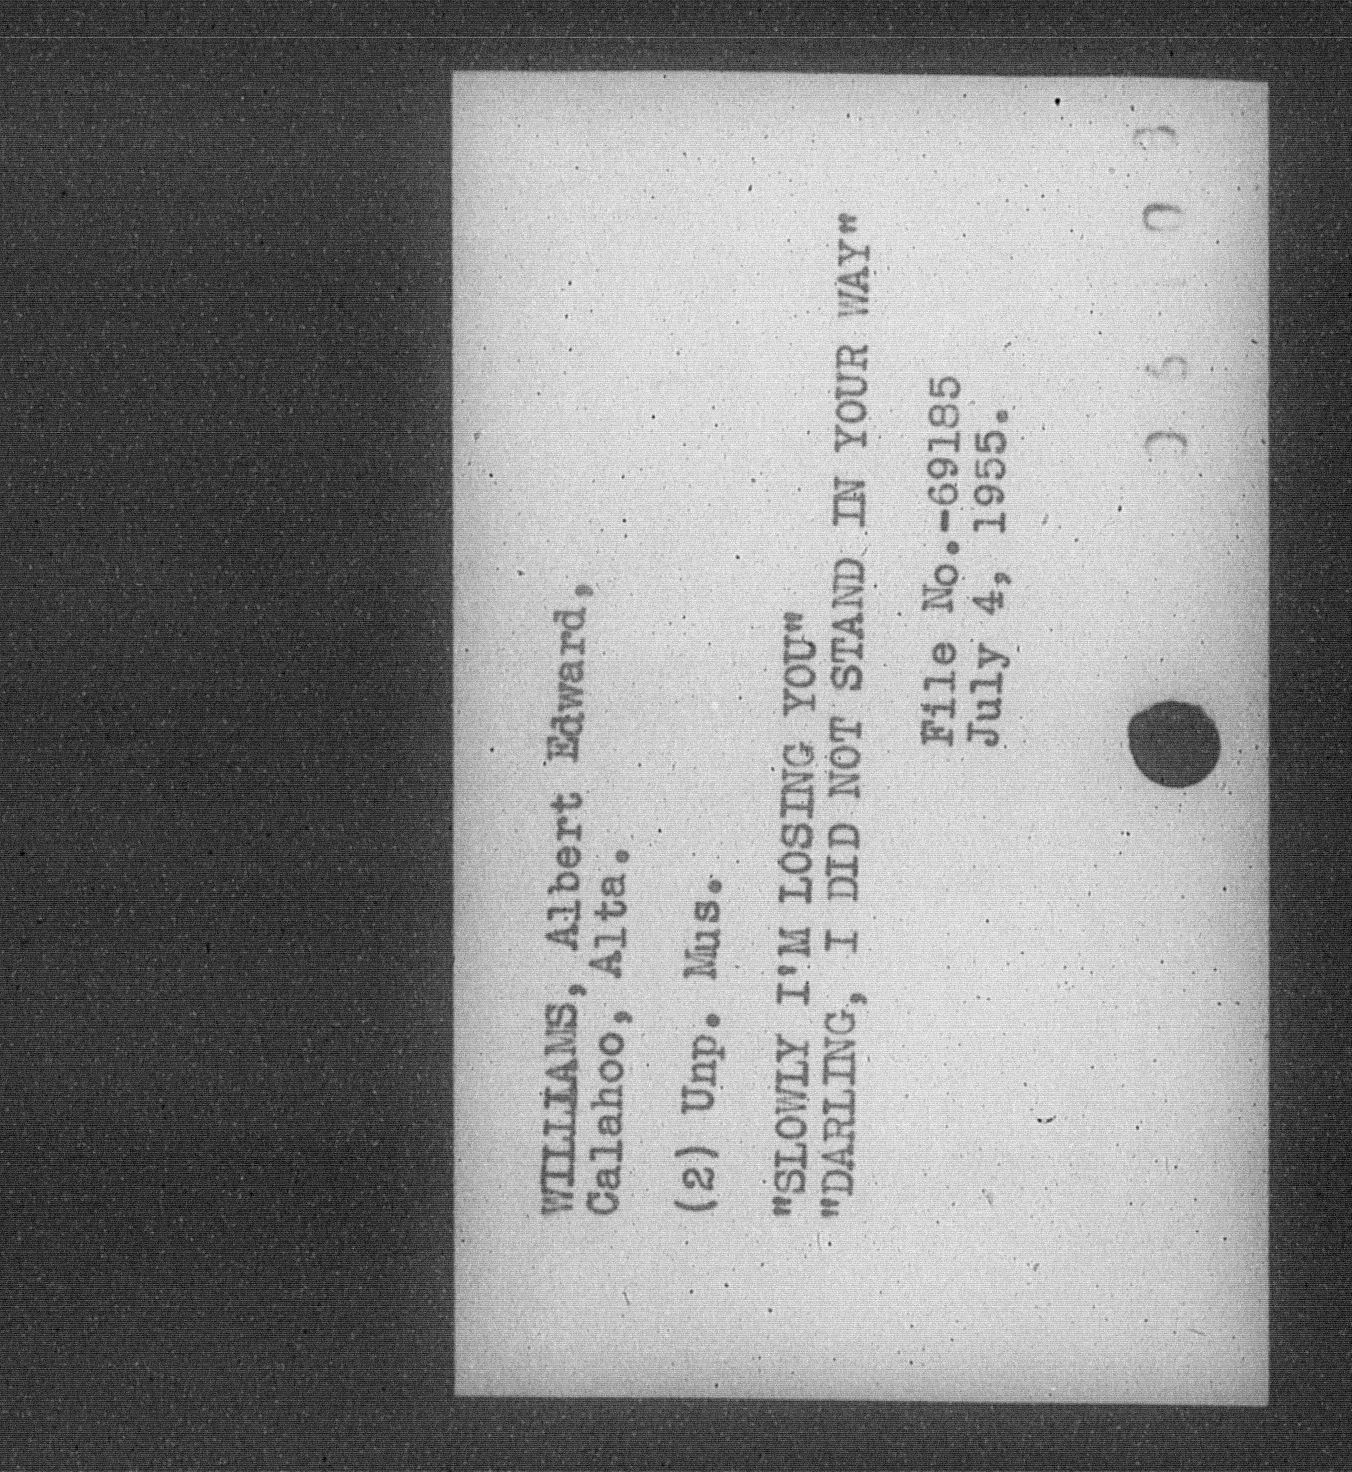 WILLIAMS, Albert Edward,
Calahoo, Alta.
(2) Unp. Mus.
"SLOWLY I'M LOSING YOU"
"DARLING, I DID NOT STAND IN YOUR WAY"
File No.-69185
July 4, 1955.